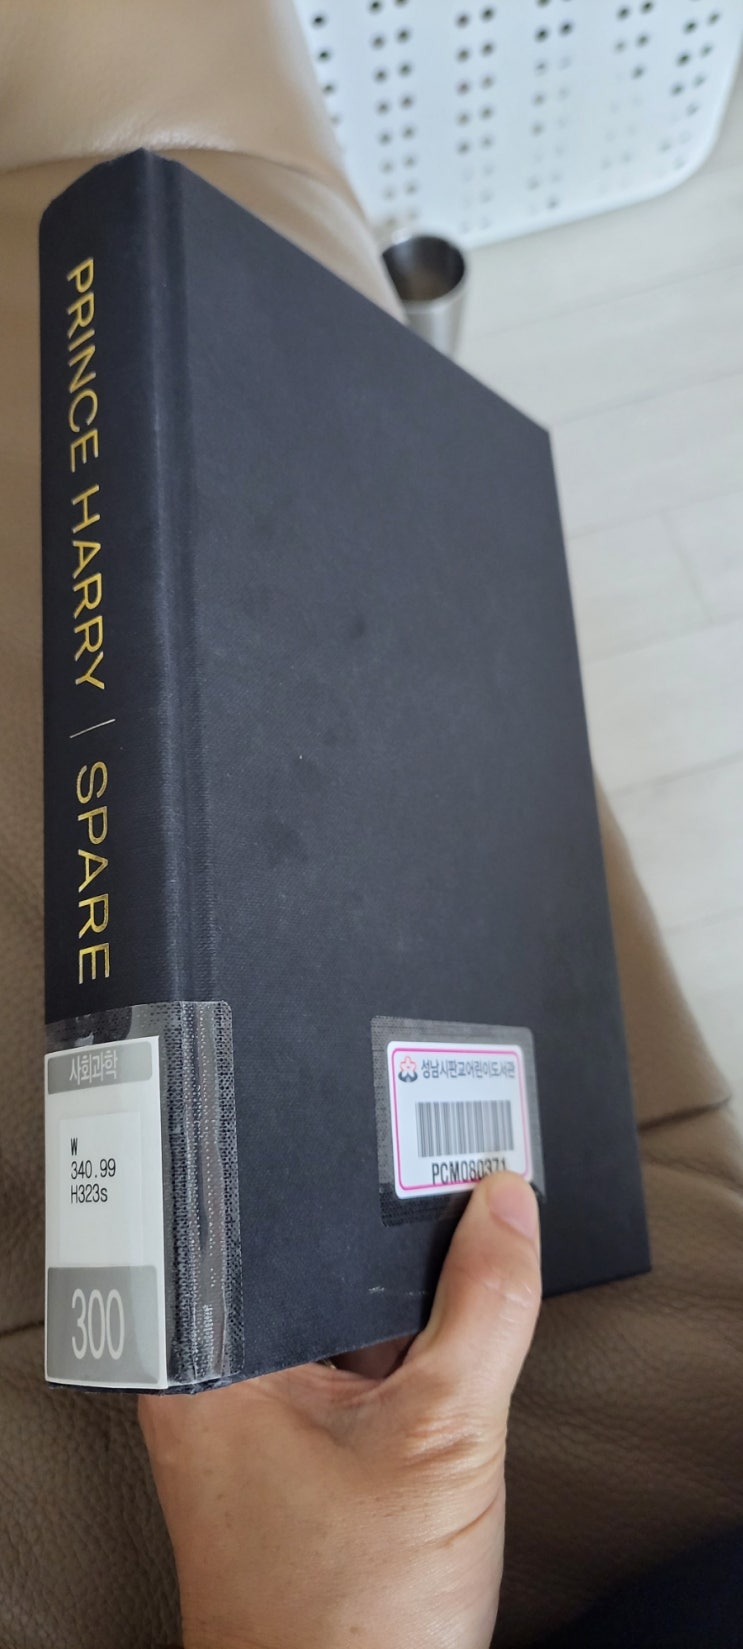 PRINCE HARRY | SPARE
사회과학
W
340.99
H323s
300
성남시판교어린이도서관
PCM080371